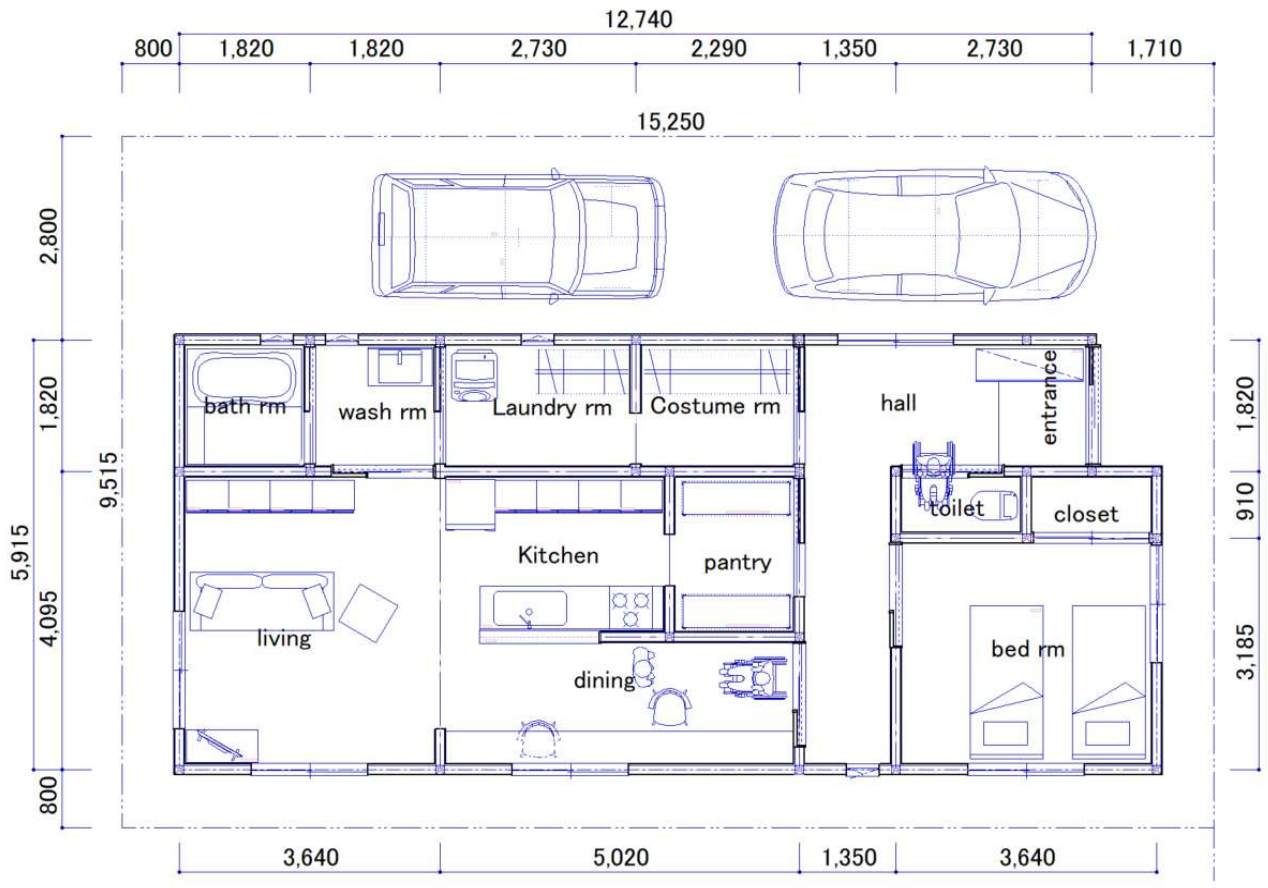 12,740
800 1,820 1,820 2,730 2,290 1,350 2,730 1,710
15,250
2,800
1,820
9,515
5,915
4,095
800
1,820
910
3,185
bath rm
wash rm
Laundry rm
Costume rm
hall
entrance
toilet
closet
Kitchen
pantry
living
dining
bed rm
3,640 5,020 1,350 3,640